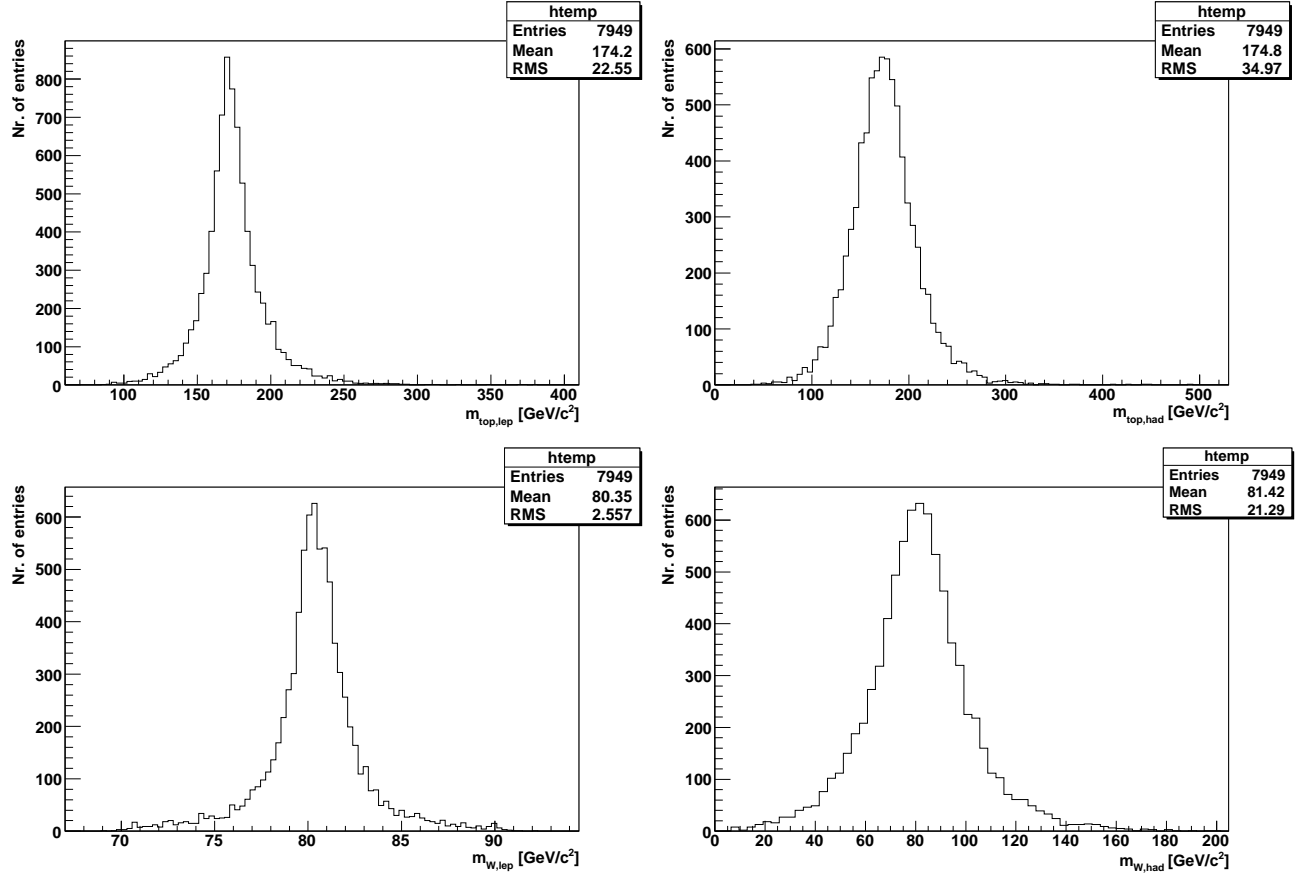 htemp
Entries 7949
Mean 174.2
RMS 22.55
Nr. of entries
800
700
600
500
400
300
200
100
0
100 150 200 250 300 350 400
m_top,lep [GeV/c²]
htemp
Entries 7949
Mean 174.8
RMS 34.97
Nr. of entries
600
500
400
300
200
100
0
0 100 200 300 400 500
m_top,had [GeV/c²]
htemp
Entries 7949
Mean 80.35
RMS 2.557
Nr. of entries
600
500
400
300
200
100
0
70 75 80 85 90
m_W,lep [GeV/c²]
htemp
Entries 7949
Mean 81.42
RMS 21.29
Nr. of entries
600
500
400
300
200
100
0
0 20 40 60 80 100 120 140 160 180 200
m_W,had [GeV/c²]